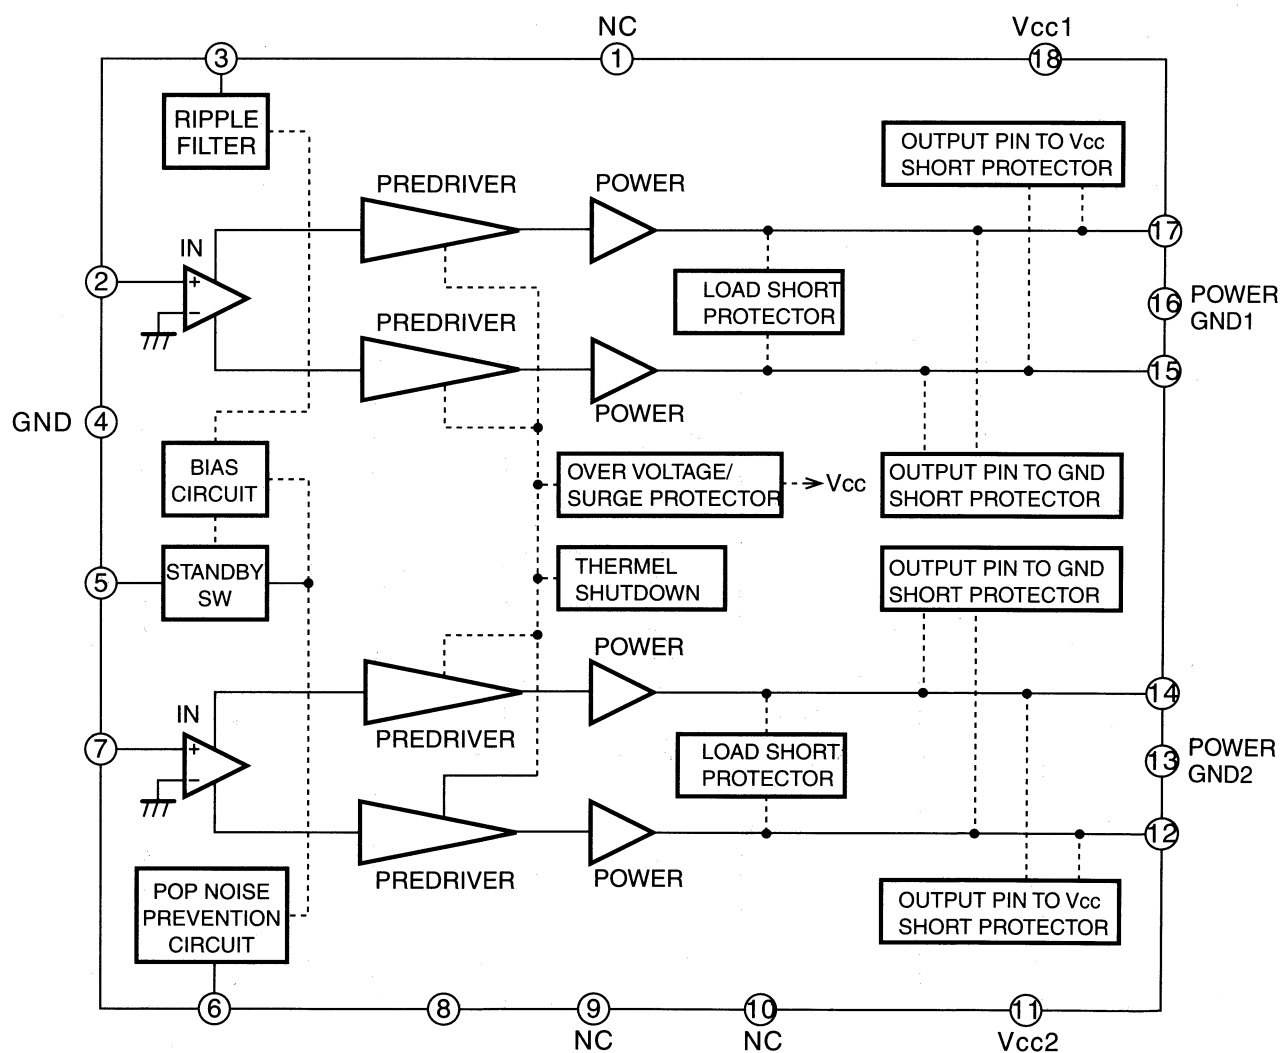 NC
Vcc1
3
1
18
RIPPLE
FILTER
OUTPUT PIN TO Vcc
SHORT PROTECTOR
PREDRIVER
POWER
17
IN
2
+
−
LOAD SHORT
PROTECTOR
16
POWER
GND1
PREDRIVER
15
POWER
GND
4
BIAS
CIRCUIT
OVER VOLTAGE/
SURGE PROTECTOR
Vcc
OUTPUT PIN TO GND
SHORT PROTECTOR
5
STANDBY
SW
THERMEL
SHUTDOWN
OUTPUT PIN TO GND
SHORT PROTECTOR
POWER
14
IN
7
+
−
PREDRIVER
LOAD SHORT
PROTECTOR
13
POWER
GND2
12
PREDRIVER
POWER
POP NOISE
PREVENTION
CIRCUIT
OUTPUT PIN TO Vcc
SHORT PROTECTOR
6
8
9
10
11
NC
NC
Vcc2